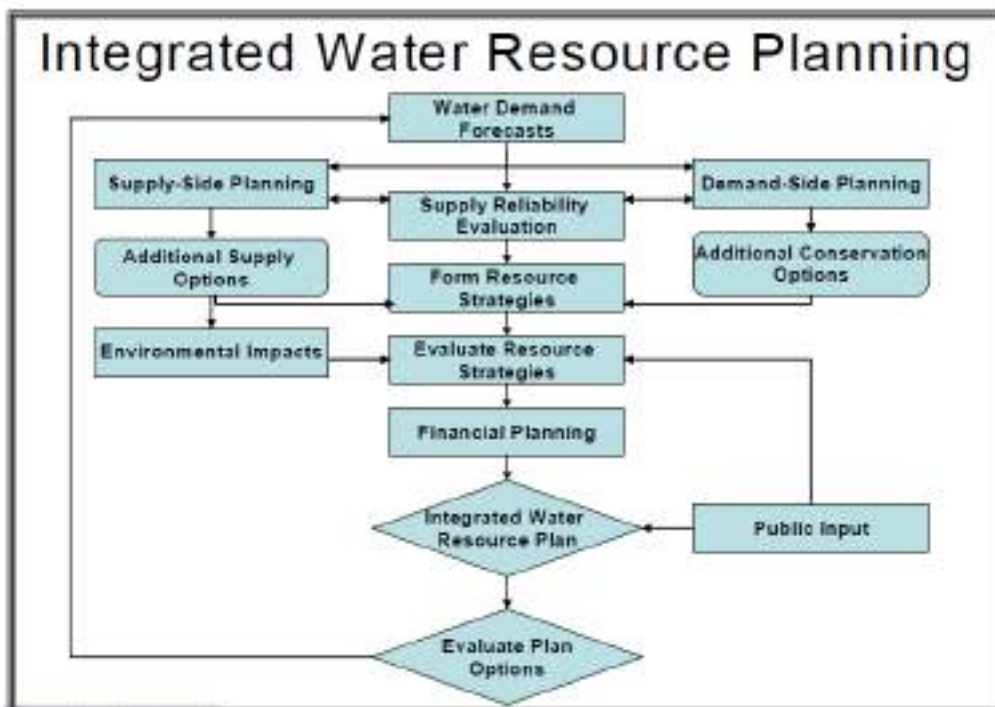 Integrated Water Resource Planning
Water Demand
Forecasts
Supply-Side Planning
Demand-Side Planning
Supply Reliability
Evaluation
Additional Supply
Options
Additional Conservation
Options
Form Resource
Strategies
Environmental Impacts
Evaluate Resource
Strategies
Financial Planning
Integrated Water
Resource Plan
Public Input
Evaluate Plan
Options